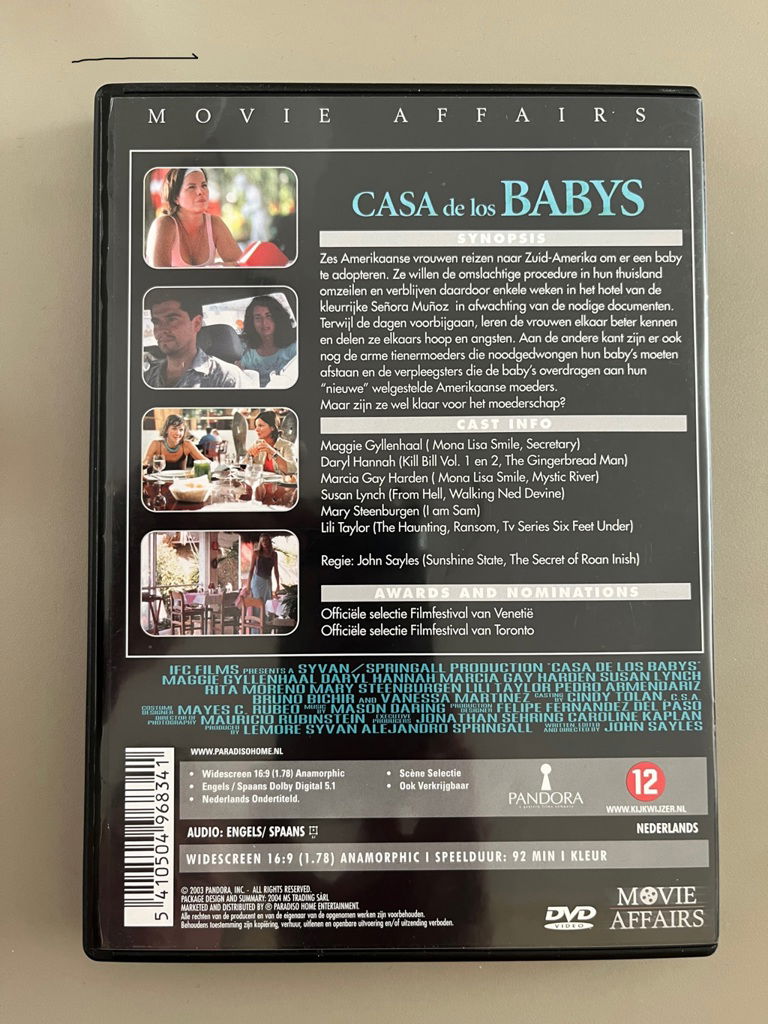 MOVIE AFFAIRS
CASA de los BABYS
SYNOPSIS
Zes Amerikaanse vrouwen reizen naar Zuid-Amerika om er een baby
te adopteren. Ze willen de omslachtige procedure in hun thuisland
omzeilen en verblijven daardoor enkele weken in het hotel van de
kleurrijke Señora Muñoz in afwachting van de nodige documenten.
Terwijl de dagen voorbijgaan, leren de vrouwen elkaar beter kennen
en delen ze elkaars hoop en angsten. Aan de andere kant zijn er ook
nog de arme tienermoeders die noodgedwongen hun baby's moeten
afstaan en de verpleegsters die de baby's overdragen aan hun
"nieuwe" welgestelde Amerikaanse moeders.
Maar zijn ze wel klaar voor het moederschap?
CAST INFO
Maggie Gyllenhaal ( Mona Lisa Smile, Secretary)
Daryl Hannah (Kill Bill Vol. 1 en 2, The Gingerbread Man)
Marcia Gay Harden ( Mona Lisa Smile, Mystic River)
Susan Lynch (From Hell, Walking Ned Devine)
Mary Steenburgen (I am Sam)
Lili Taylor (The Haunting, Ransom, Tv Series Six Feet Under)
Regie: John Sayles (Sunshine State, The Secret of Roan Inish)
AWARDS AND NOMINATIONS
Officiële selectie Filmfestival van Venetië
Officiële selectie Filmfestival van Toronto
IFC FILMS PRESENTS A SYVAN/SPRINGALL PRODUCTION "CASA DE LOS BABYS"
MAGGIE GYLLENHAAL DARYL HANNAH MARCIA GAY HARDEN SUSAN LYNCH
RITA MORENO MARY STEENBURGEN LILI TAYLOR PEDRO ARMENDARIZ
BRUNO BICHIR AND VANESSA MARTINEZ CASTING BY CINDY TOLAN, C.S.A.
COSTUME DESIGNER MAYES C. RUBEO MUSIC BY MASON DARING PRODUCTION DESIGNER FELIPE FERNANDEZ DEL PASO
DIRECTOR OF PHOTOGRAPHY MAURICIO RUBINSTEIN EXECUTIVE PRODUCERS JONATHAN SEHRING CAROLINE KAPLAN
PRODUCED BY LEMORE SYVAN ALEJANDRO SPRINGALL WRITTEN, EDITED AND DIRECTED BY JOHN SAYLES
WWW.PARADISOHOME.NL
• Widescreen 16:9 (1.78) Anamorphic
• Engels / Spaans Dolby Digital 5.1
• Nederlands Ondertiteld.
• Scène Selectie
• Ook Verkrijgbaar
PANDORA
12
WWW.KIJKWIJZER.NL
AUDIO: ENGELS/ SPAANS
NEDERLANDS
WIDESCREEN 16:9 (1.78) ANAMORPHIC I SPEELDUUR: 92 MIN I KLEUR
5 410504 968341
© 2003 PANDORA, INC. - ALL RIGHTS RESERVED.
PACKAGE DESIGN AND SUMMARY: 2004 MS TRADING SÀRL
MARKETED AND DISTRIBUTED BY ® PARADISO HOME ENTERTAINMENT.
Alle rechten van de producent en van de eigenaar van de opgenomen werken zijn voorbehouden.
Behoudens toestemming zijn kopiëring, verhuur, uitlenen en openbare uitvoering en/of uitzending verboden.
DVD
VIDEO
MOVIE
AFFAIRS